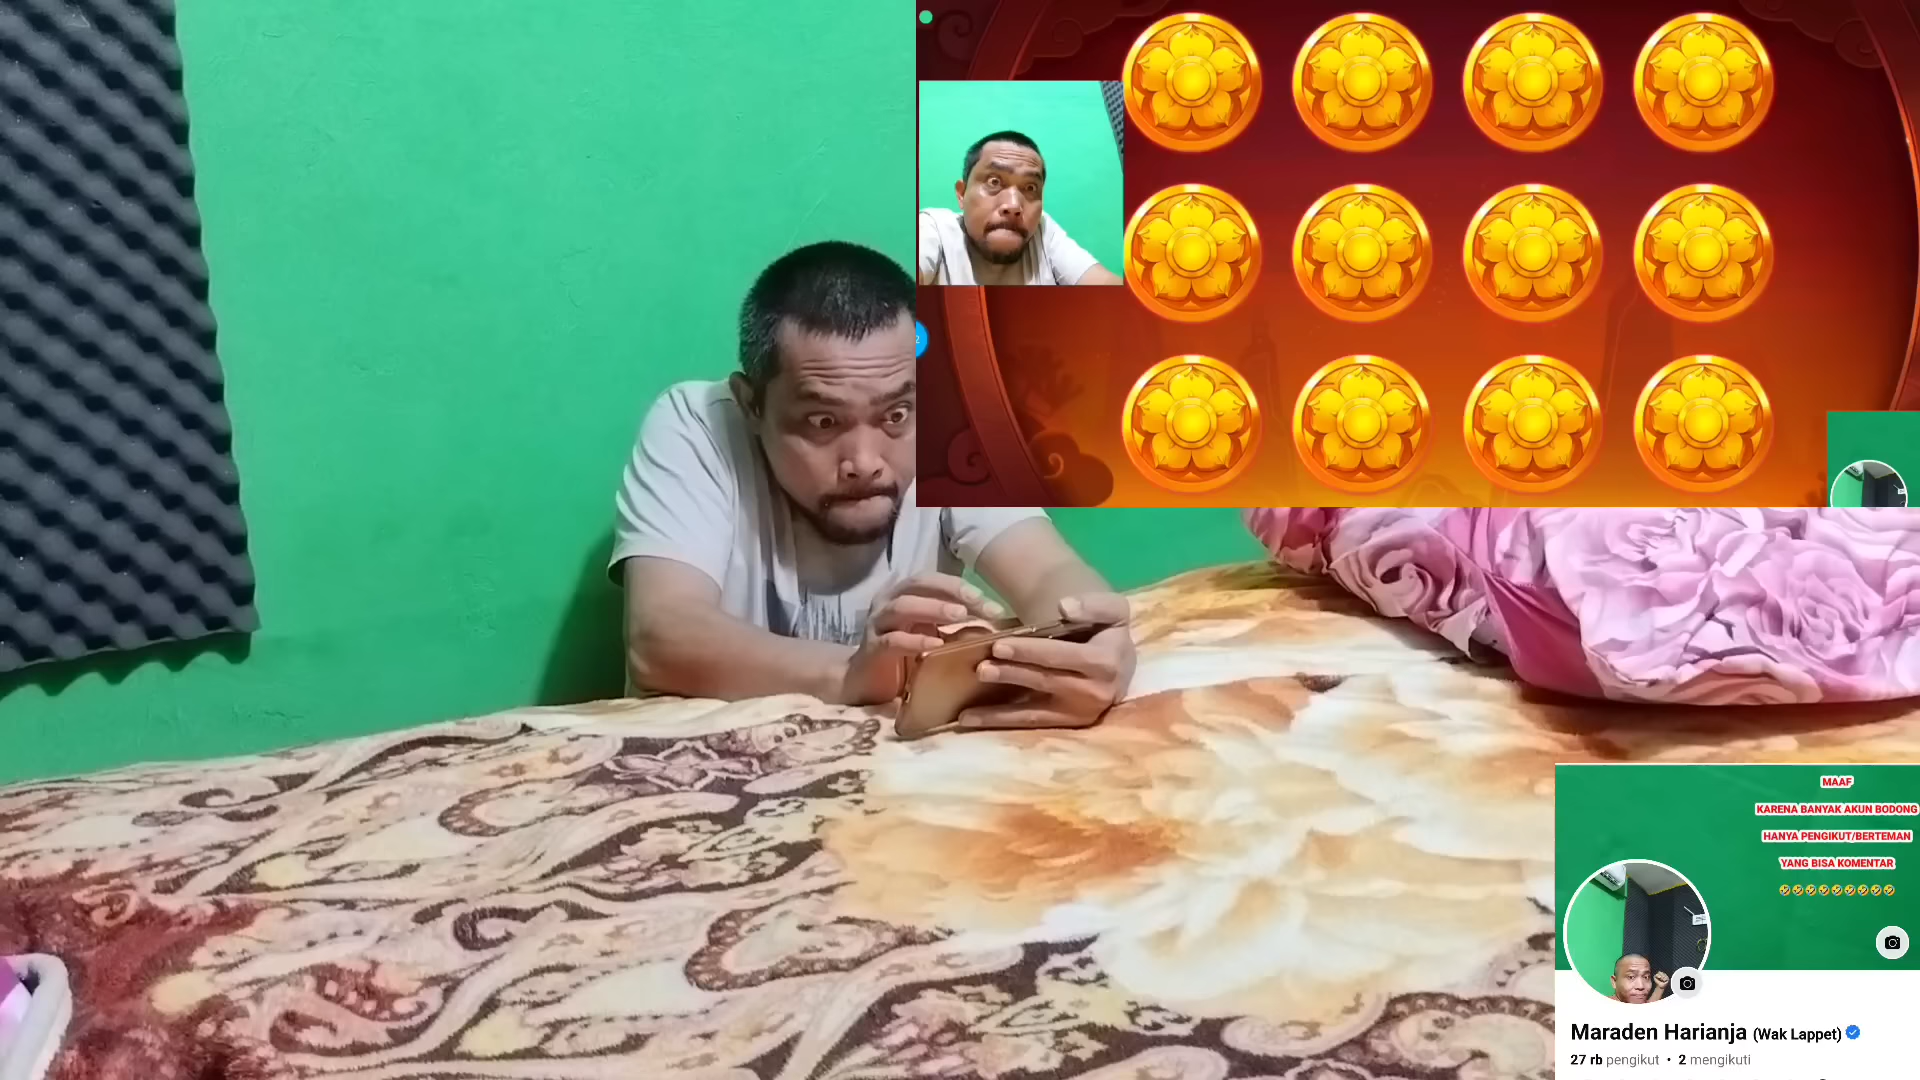 2
MAAF
KARENA BANYAK AKUN BODONG
HANYA PENGIKUT/BERTEMAN
YANG BISA KOMENTAR
🤣🤣🤣🤣🤣🤣🤣🤣🤣
Maraden Harianja (Wak Lappet)
27 rb pengikut • 2 mengikuti